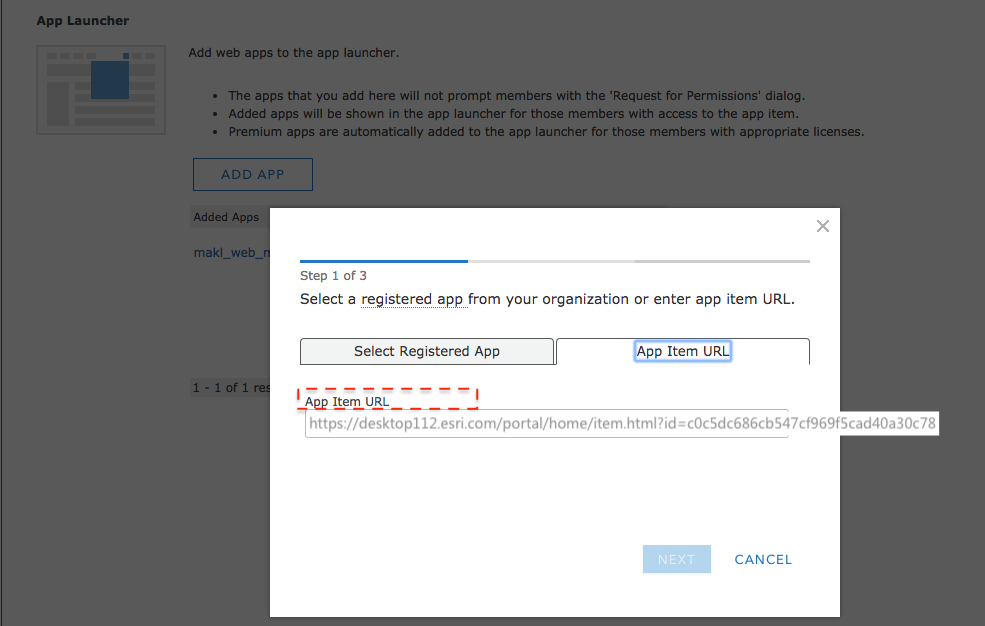 App Launcher
Add web apps to the app launcher.
The apps that you add here will not prompt members with the 'Request for Permissions' dialog.
Added apps will be shown in the app launcher for those members with access to the app item.
Premium apps are automatically added to the app launcher for those members with appropriate licenses.
ADD APP
Added Apps
makl_web_n
Step 1 of 3
Select a registered app from your organization or enter app item URL.
Select Registered App
App Item URL
1 - 1 of 1 res
App Item URL
https://desktop112.esri.com/portal/home/item.html?id=c0c5dc686cb547cf969f5cad40a30c78
NEXT
CANCEL